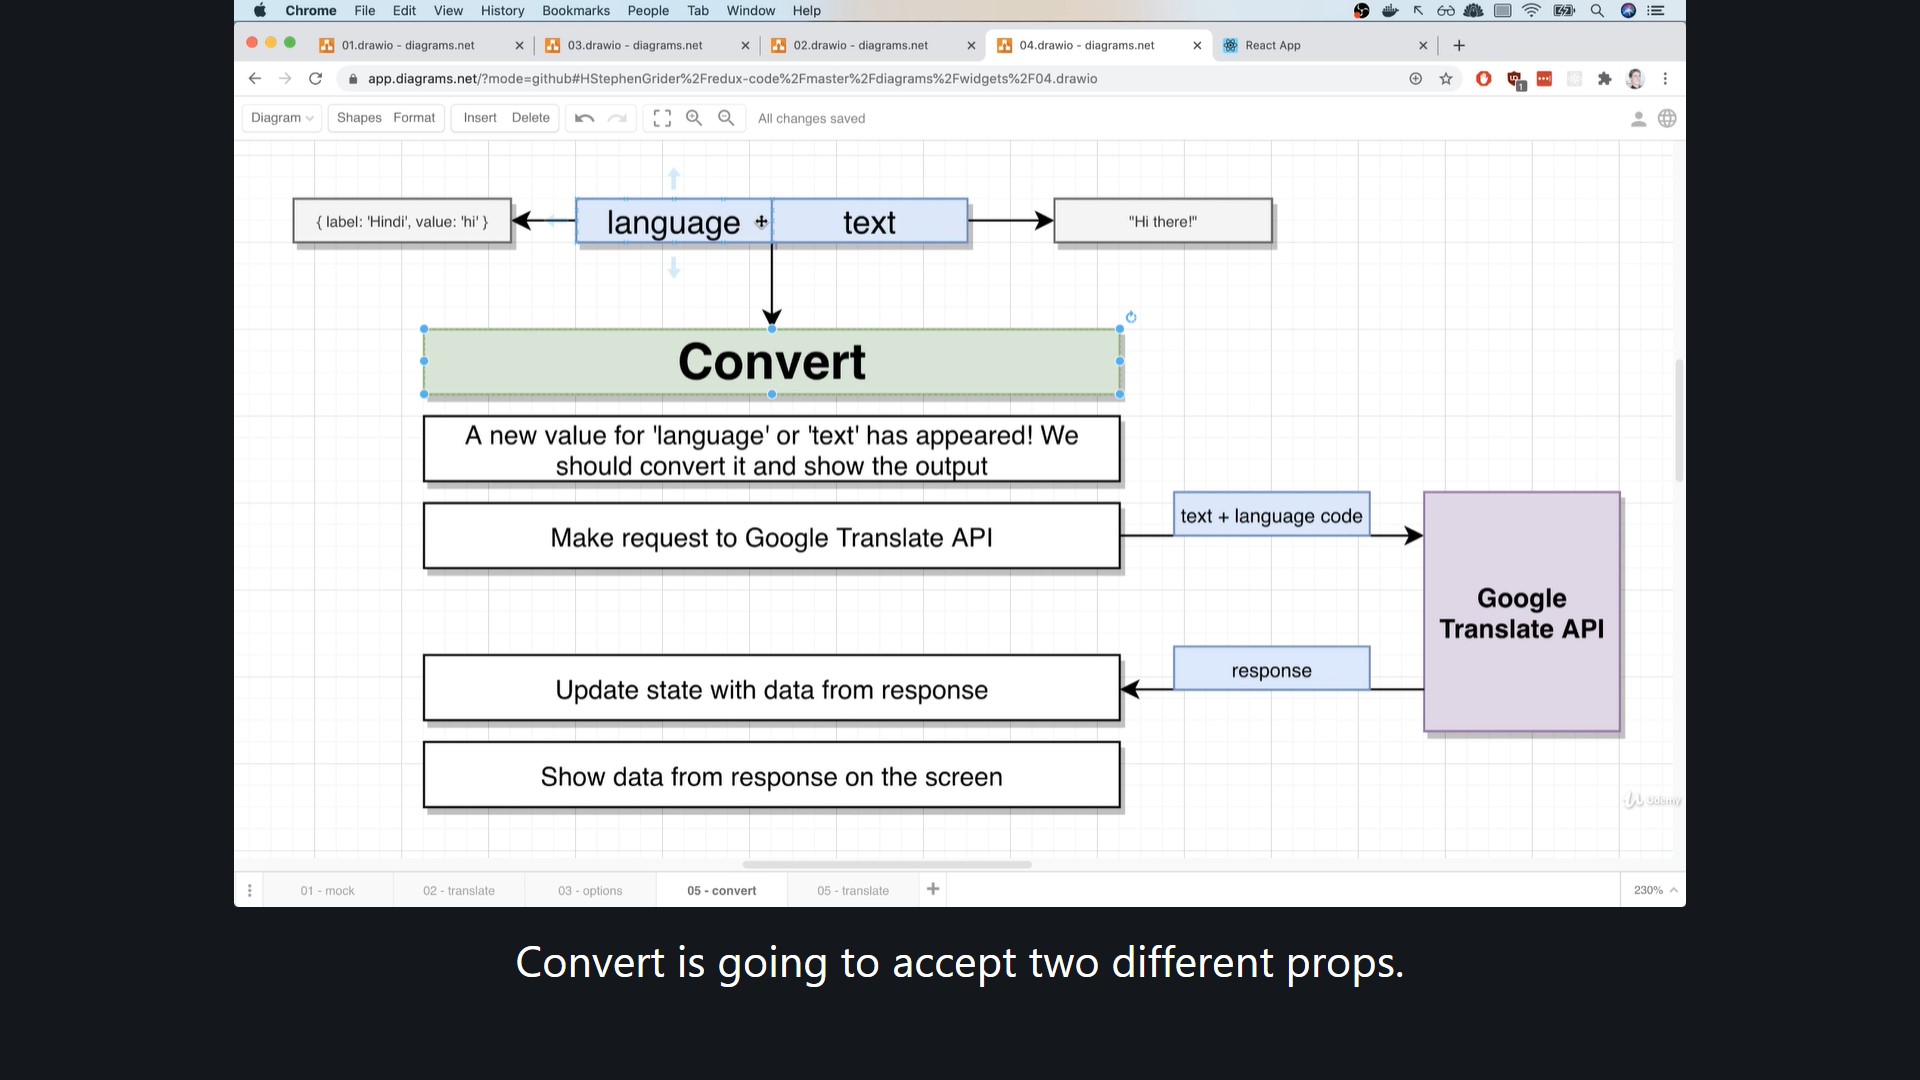 Chrome File Edit View History Bookmarks People Tab Window Help
01.drawio - diagrams.net
03.drawio - diagrams.net
02.drawio - diagrams.net
04.drawio - diagrams.net
React App
app.diagrams.net/?mode=github#HStephenGrider%2Fredux-code%2Fmaster%2Fdiagrams%2Fwidgets%2F04.drawio
1
Diagram Shapes Format Insert Delete All changes saved
{ label: 'Hindi', value: 'hi' }
language
text
"Hi there!"
Convert
A new value for 'language' or 'text' has appeared! We
should convert it and show the output
Make request to Google Translate API
text + language code
Google
Translate API
response
Update state with data from response
Show data from response on the screen
Udemy
01 - mock
02 - translate
03 - options
05 - convert
05 - translate
230%
Convert is going to accept two different props.